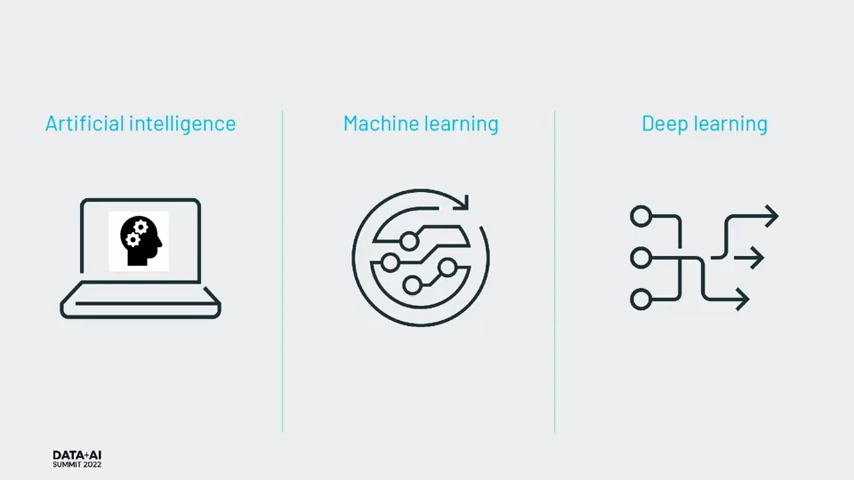 Artificial intelligence
Machine learning
Deep learning
DATA+AI
SUMMIT 2022